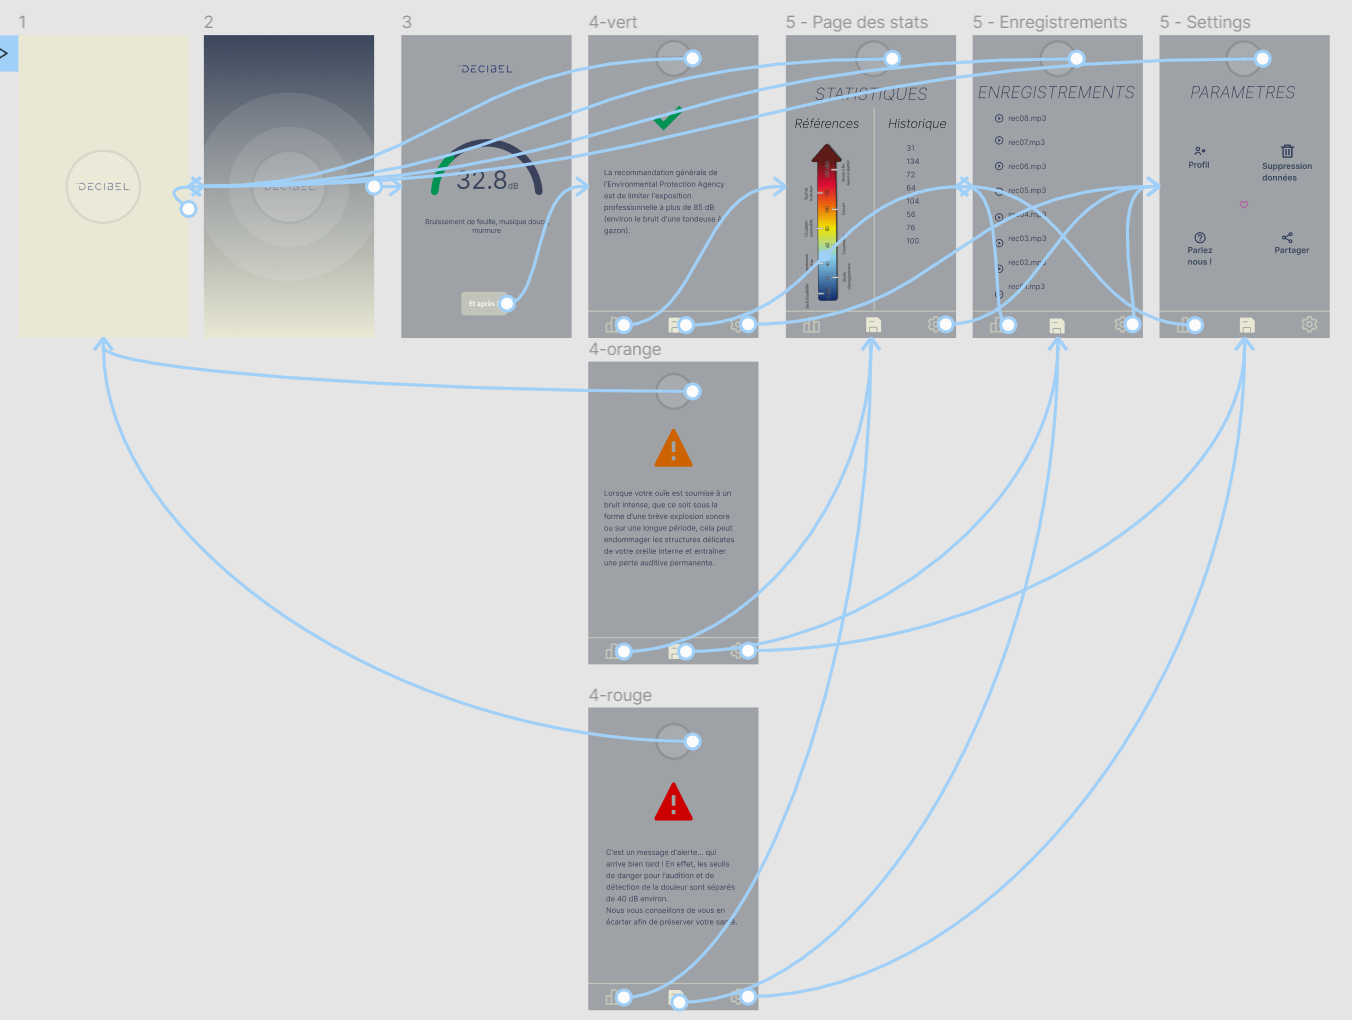 1
2
3
4-vert
5 - Page des stats
5 - Enregistrements
5 - Settings
DECIBEL
DECIBEL
DECIBEL
32.8dB
Bruissement de feuille, musique douce,
murmure
Et après
La recommandation générale de
l'Environmental Protection Agency
est de limiter l'exposition
professionnelle à plus de 85 dB
(environ le bruit d'une tondeuse à
gazon).
STATISTIQUES
Références
Historique
31
134
72
64
104
56
76
100
ENREGISTREMENTS
rec08.mp3
rec07.mp3
rec06.mp3
rec05.mp3
rec04.mp3
rec03.mp3
rec02.mp3
rec01.mp3
PARAMETRES
Profil
Suppression
données
Parlez
nous !
Partager
4-orange
Lorsque votre ouïe est soumise à un
bruit intense, que ce soit sous la
forme d'une brève explosion sonore
ou sur une longue période, cela peut
endommager les structures délicates
de votre oreille interne et entraîner
une perte auditive permanente.
4-rouge
C'est un message d'alerte... qui
arrive bien tard ! En effet, les seuils
de danger pour l'audition et de
détection de la douleur sont séparés
de 40 dB environ.
Nous vous conseillons de vous en
écarter afin de préserver votre santé.